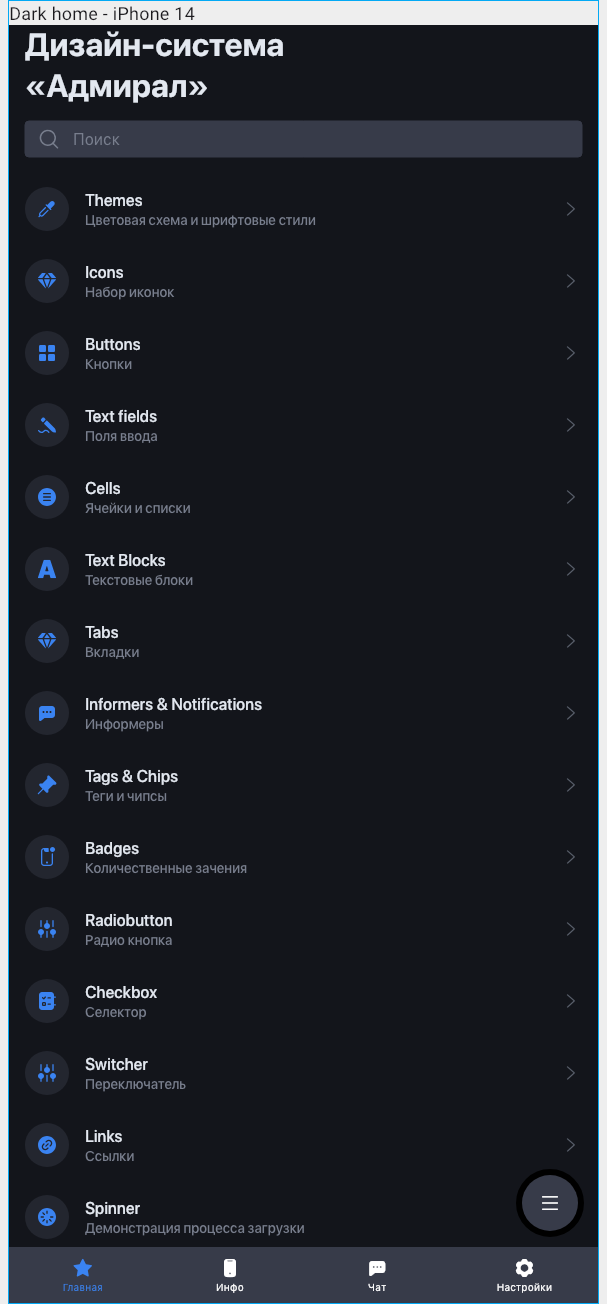 Dark home - iPhone 14
Дизайн-система
«Адмирал»
Поиск
Themes
Цветовая схема и шрифтовые стили
Icons
Набор иконок
Buttons
Кнопки
Text fields
Поля ввода
Cells
Ячейки и списки
Text Blocks
Текстовые блоки
Tabs
Вкладки
Informers & Notifications
Информеры
Tags & Chips
Теги и чипсы
Badges
Количественные зачения
Radiobutton
Радио кнопка
Checkbox
Селектор
Switcher
Переключатель
Links
Ссылки
Spinner
Демонстрация процесса загрузки
Главная
Инфо
Чат
Настройки